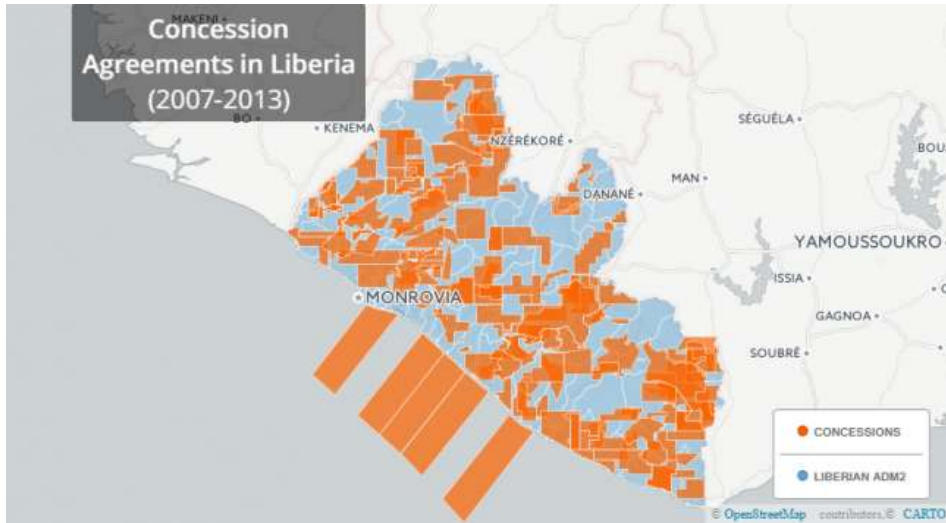 MAKENI
Concession
Agreements in Liberia
(2007-2013)
BO
KENEMA
NZÉRÉKORÉ
SÉGUÉLA
DANANÉ
MAN
YAMOUSSOUKRO
ISSIA
MONROVIA
GAGNOA
SOUBRÉ
CONCESSIONS
LIBERIAN ADM2
© OpenStreetMap contributors, © CARTO